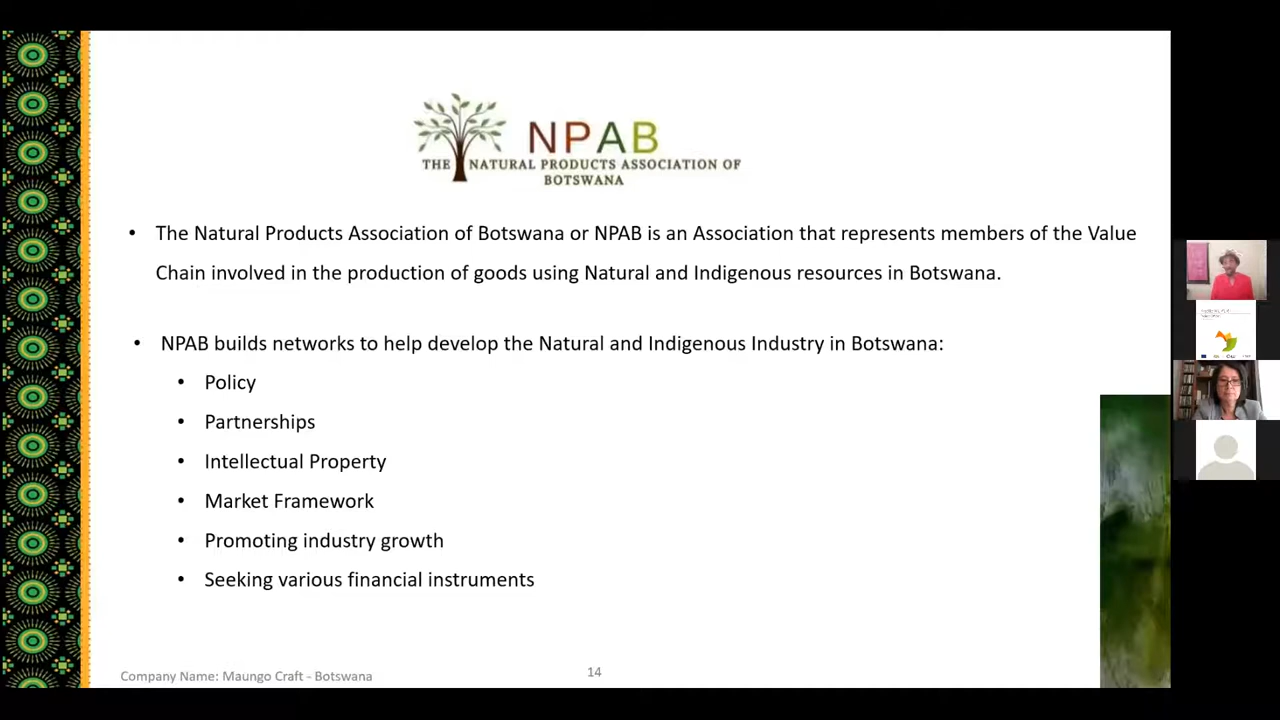 NPAB
THE NATURAL PRODUCTS ASSOCIATION OF
BOTSWANA
• The Natural Products Association of Botswana or NPAB is an Association that represents members of the Value
Chain involved in the production of goods using Natural and Indigenous resources in Botswana.
• NPAB builds networks to help develop the Natural and Indigenous Industry in Botswana:
• Policy
• Partnerships
• Intellectual Property
• Market Framework
• Promoting industry growth
• Seeking various financial instruments
Company Name: Maungo Craft - Botswana
14